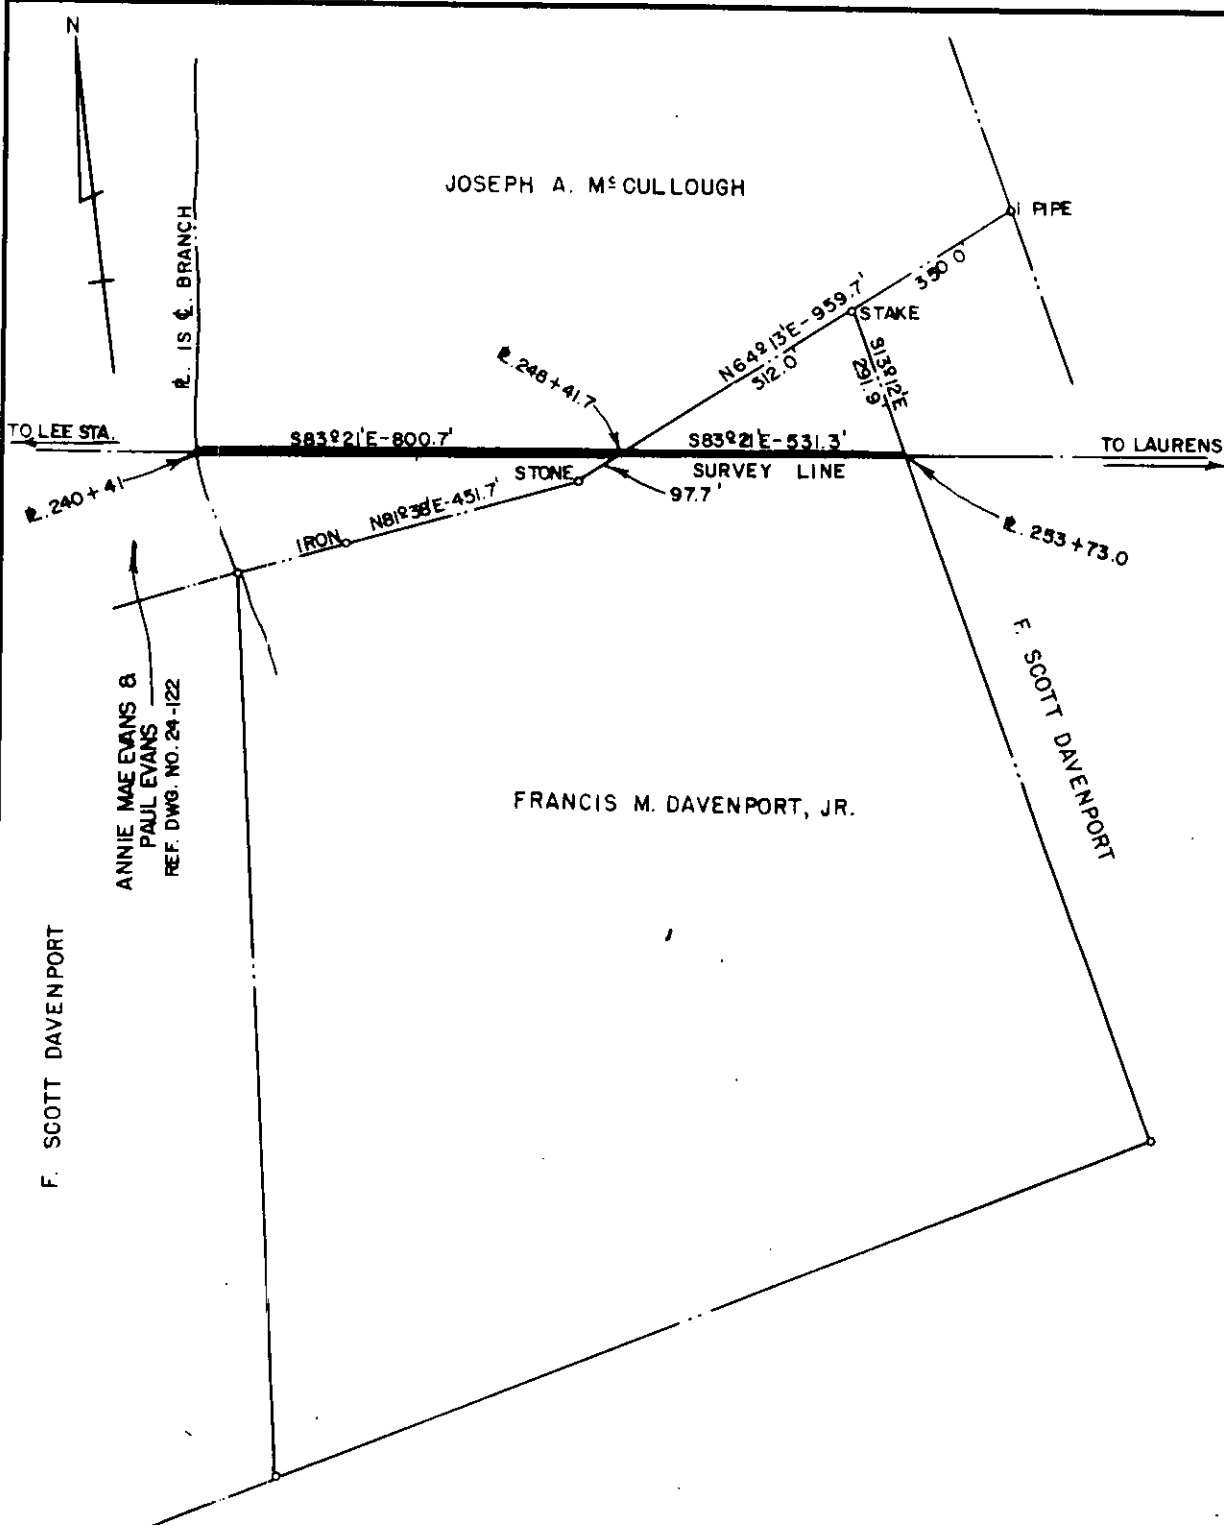 N
JOSEPH A. McCULLOUGH
PIPE
℄ IS ℄ BRANCH
350.0'
N64°13'E-959.7'
512.0'
STAKE
S13°12'E
291.9'
℄ 248+41.7
TO LEE STA.
S83°21'E-800.7'
S83°21'E-531.3'
TO LAURENS
STONE
SURVEY LINE
97.7'
℄ 240+41
N81°38'E-451.7'
IRON
℄ 253+73.0
F. SCOTT DAVENPORT
ANNIE MAE EVANS &
PAUL EVANS
REF. DWG. NO. 24-122
FRANCIS M. DAVENPORT, JR.
F. SCOTT DAVENPORT